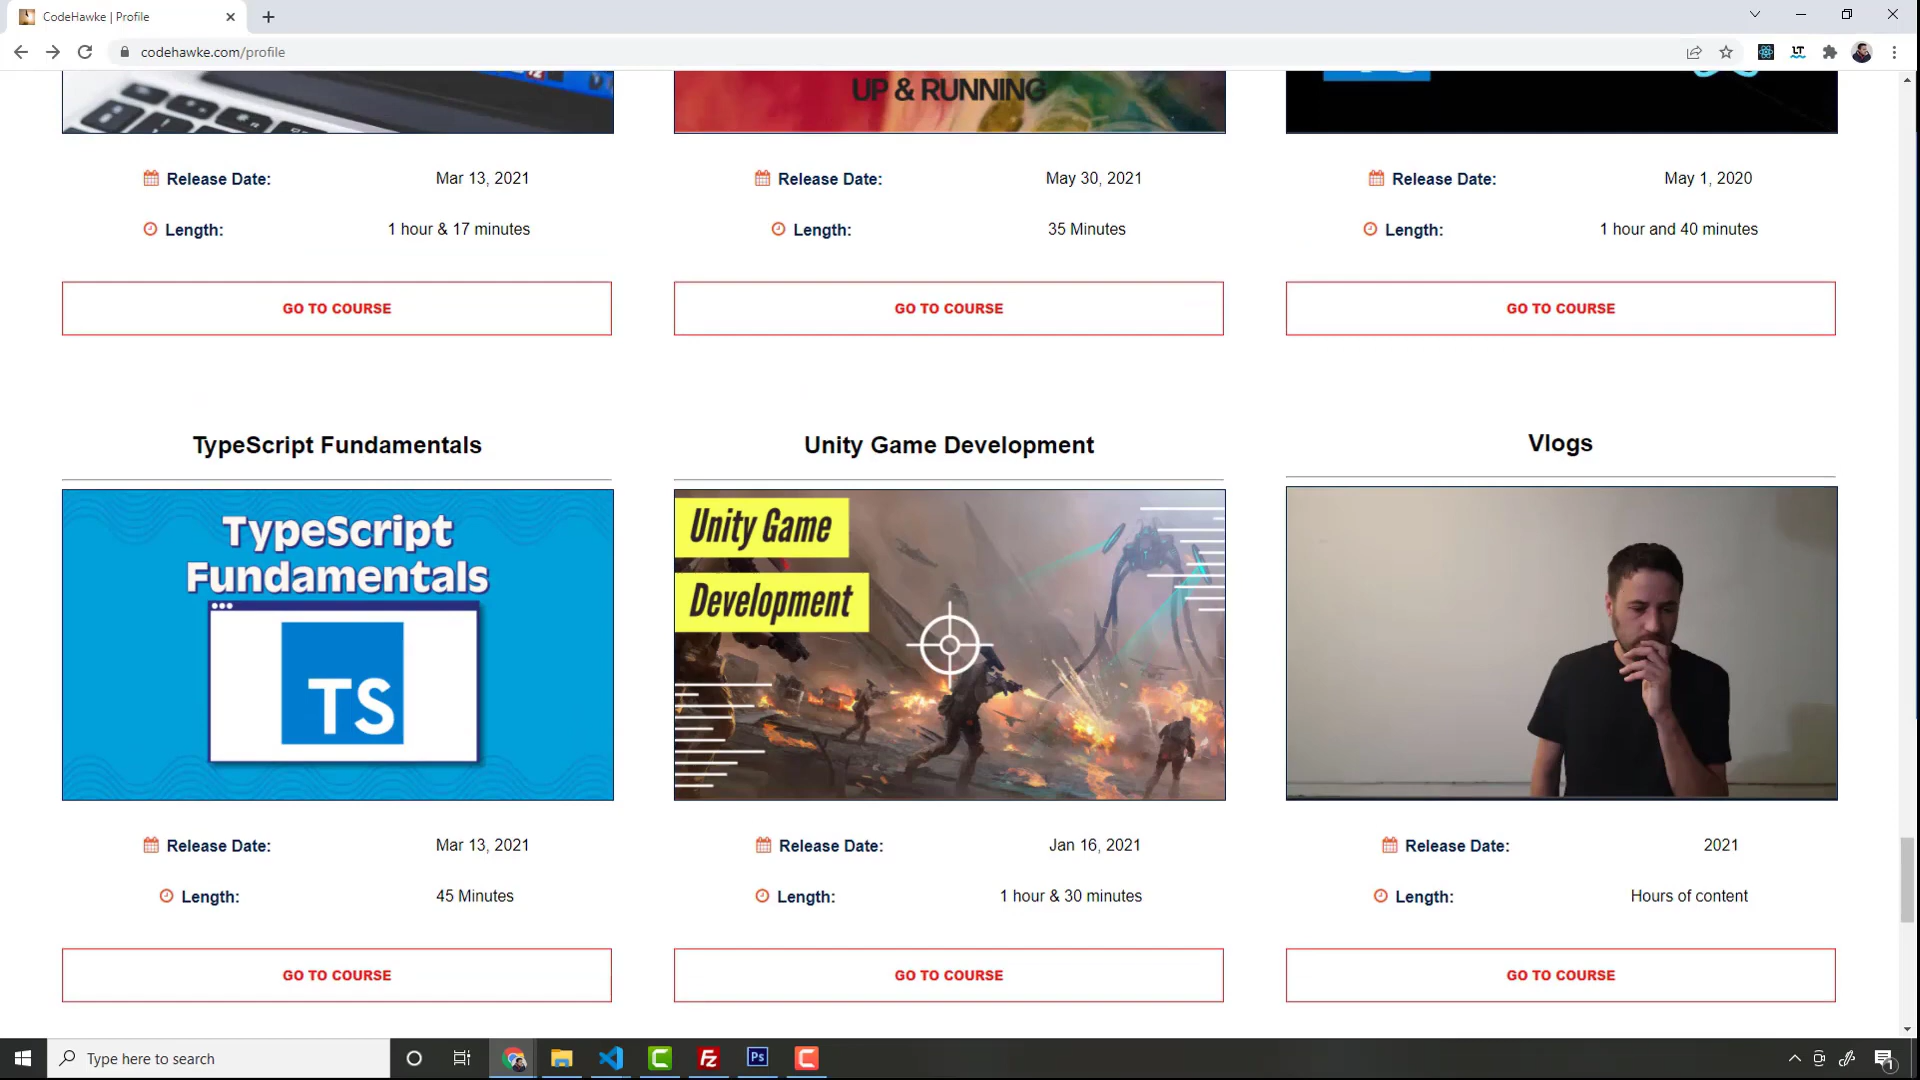 CodeHawke | Profile
codehawke.com/profile
LT
UP & RUNNING
Release Date: Mar 13, 2021
Length: 1 hour & 17 minutes
GO TO COURSE
Release Date: May 30, 2021
Length: 35 Minutes
GO TO COURSE
Release Date: May 1, 2020
Length: 1 hour and 40 minutes
GO TO COURSE
TypeScript Fundamentals
TypeScript
Fundamentals
TS
Release Date: Mar 13, 2021
Length: 45 Minutes
GO TO COURSE
Unity Game Development
Unity Game
Development
Release Date: Jan 16, 2021
Length: 1 hour & 30 minutes
GO TO COURSE
Vlogs
Release Date: 2021
Length: Hours of content
GO TO COURSE
Type here to search
Fz
Ps
1